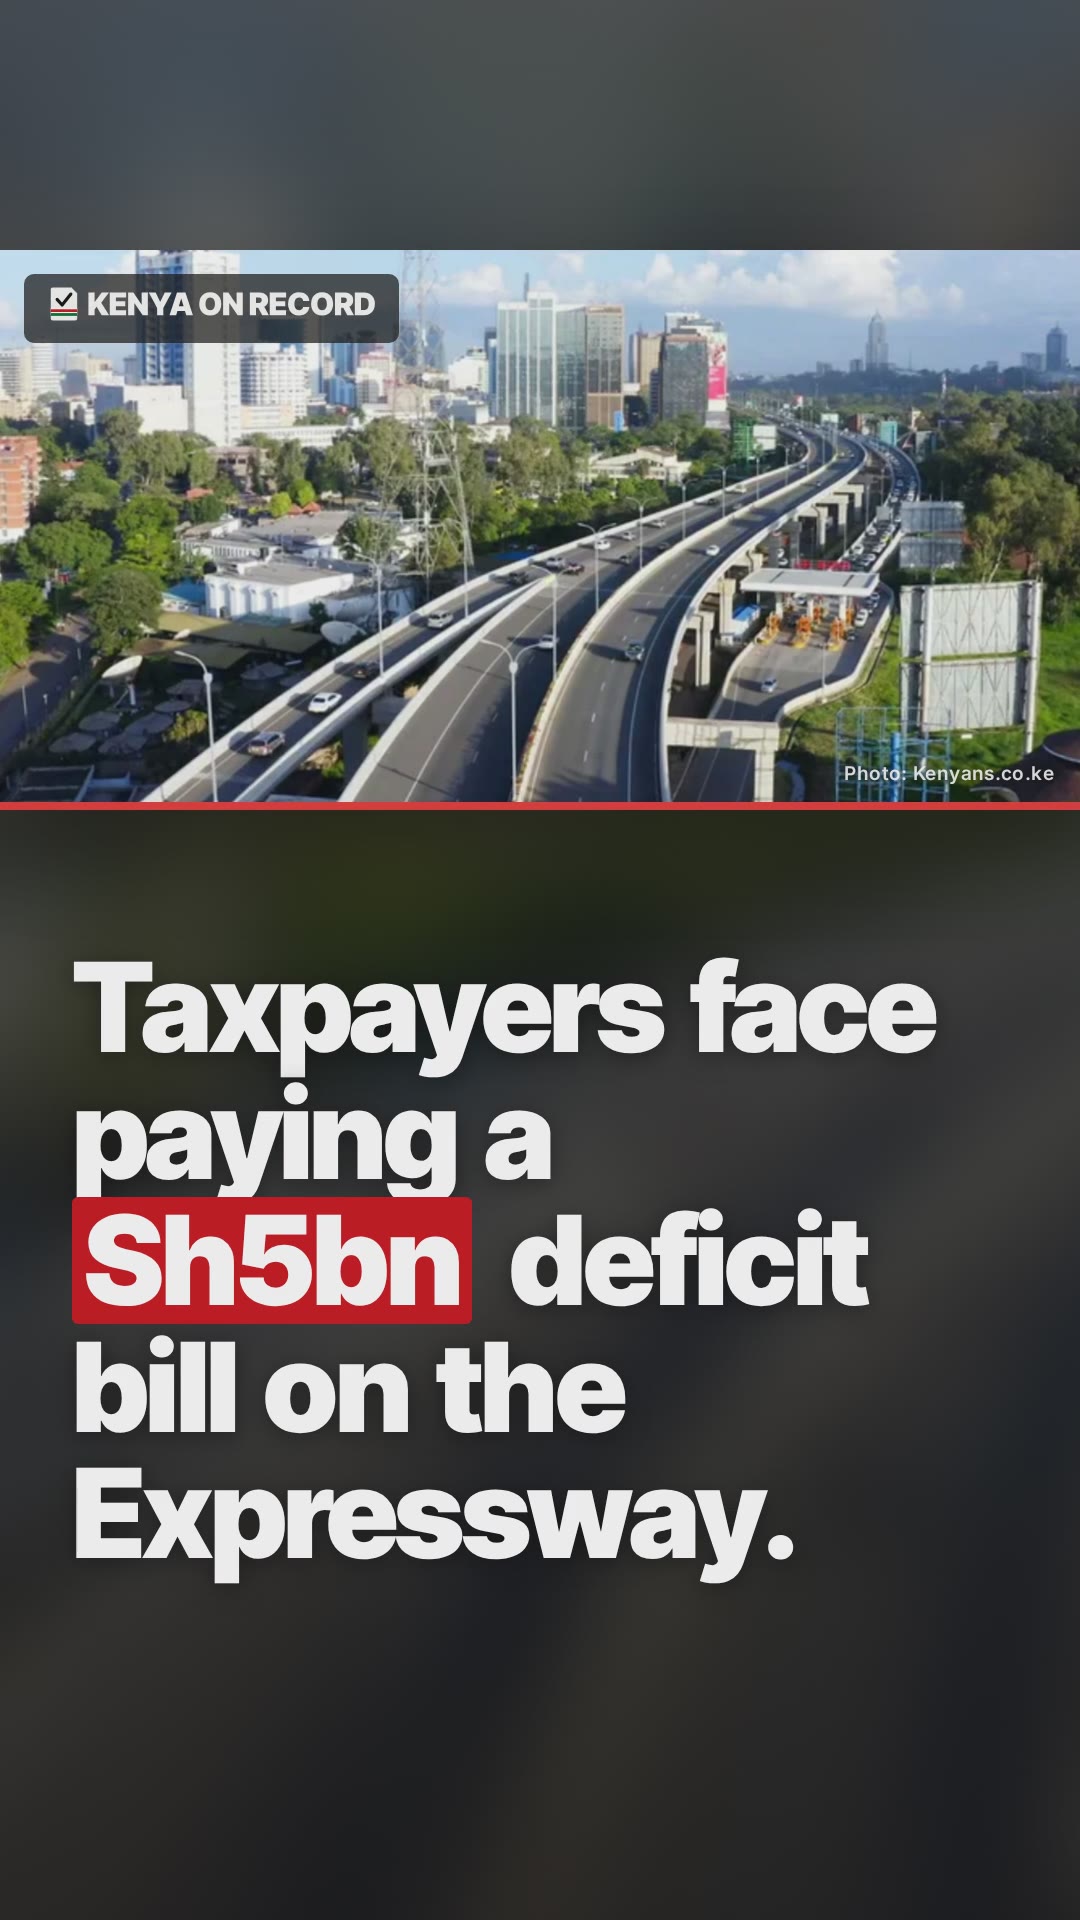 KENYA ON RECORD
Photo: Kenyans.co.ke
Taxpayers face
paying a
Sh5bn deficit
bill on the
Expressway.